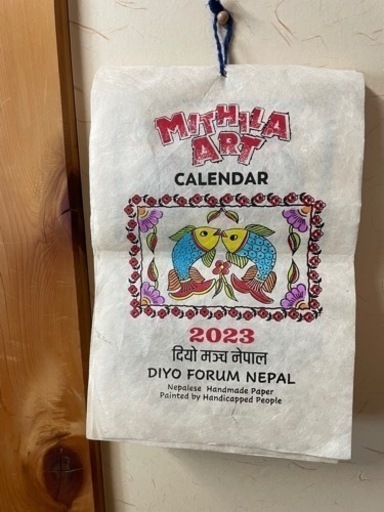 MITHILA
ART
CALENDAR
2023
दियो मञ्च नेपाल
DIYO FORUM NEPAL
Nepalese Handmade Paper
Painted by Handicapped People